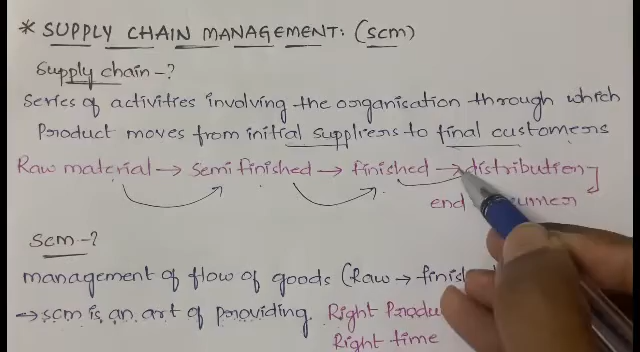 * SUPPLY CHAIN MANAGEMENT: (SCM)
Supply chain -?
Series of activities involving the organisation through which
Product moves from initial suppliers to final customers
Raw material → semi finished → finished → distribution
end
SCM -?
management of flow of goods (Raw →
→ SCM is an art of providing. Right
Right time